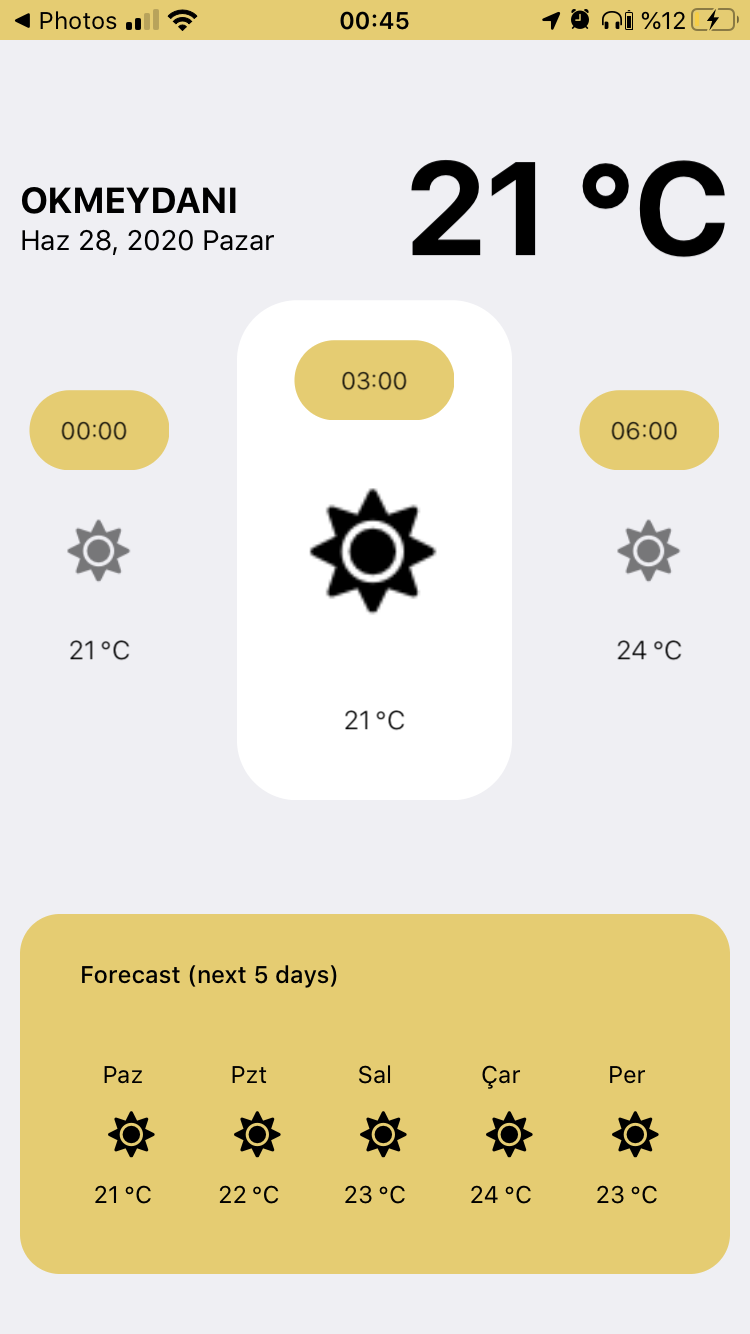 Photos 00:45 %12
OKMEYDANI
Haz 28, 2020 Pazar
21 °C
00:00
03:00
06:00
21 °C
21 °C
24 °C
Forecast (next 5 days)
Paz Pzt Sal Çar Per
21 °C 22 °C 23 °C 24 °C 23 °C